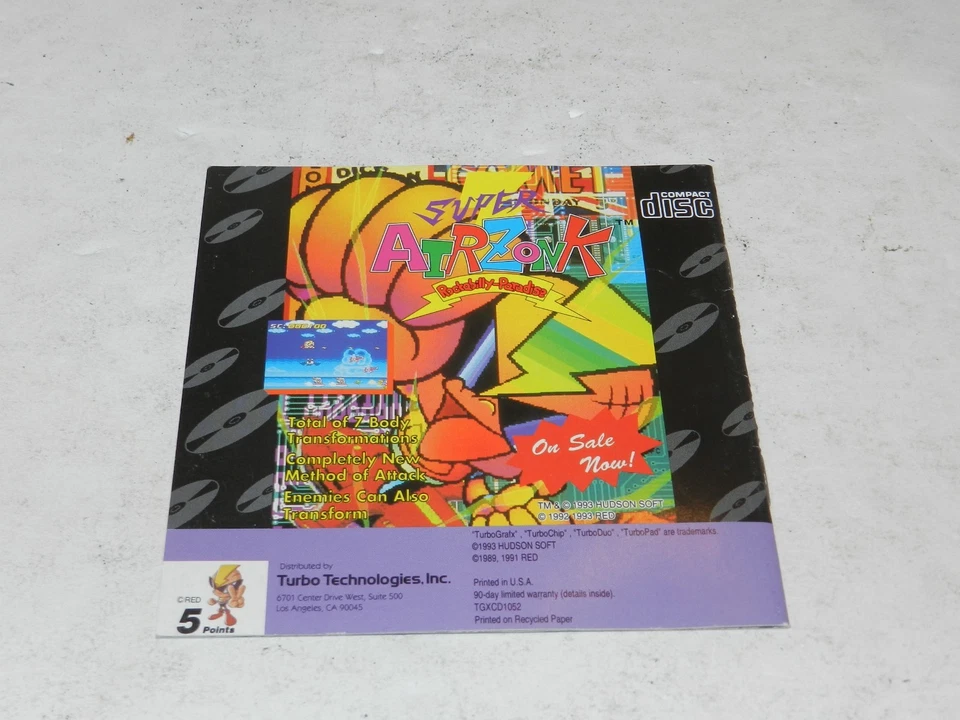 SUPER
AIRZONK™
Rockabilly-Paradise
COMPACT
disc
SC:
Total of 7 Body
Transformations
Completely New
Method of Attack
Enemies Can Also
Transform
On Sale
Now!
TM & © 1993 HUDSON SOFT
© 1992 1993 RED
"TurboGrafx", "TurboChip", "TurboDuo", "TurboPad" are trademarks.
©1993 HUDSON SOFT
©1989, 1991 RED
Distributed by
Turbo Technologies, Inc.
6701 Center Drive West, Suite 500
Los Angeles, CA 90045
Printed in U.S.A.
90-day limited warranty (details inside).
TGXCD1052
Printed on Recycled Paper
©RED
5 Points